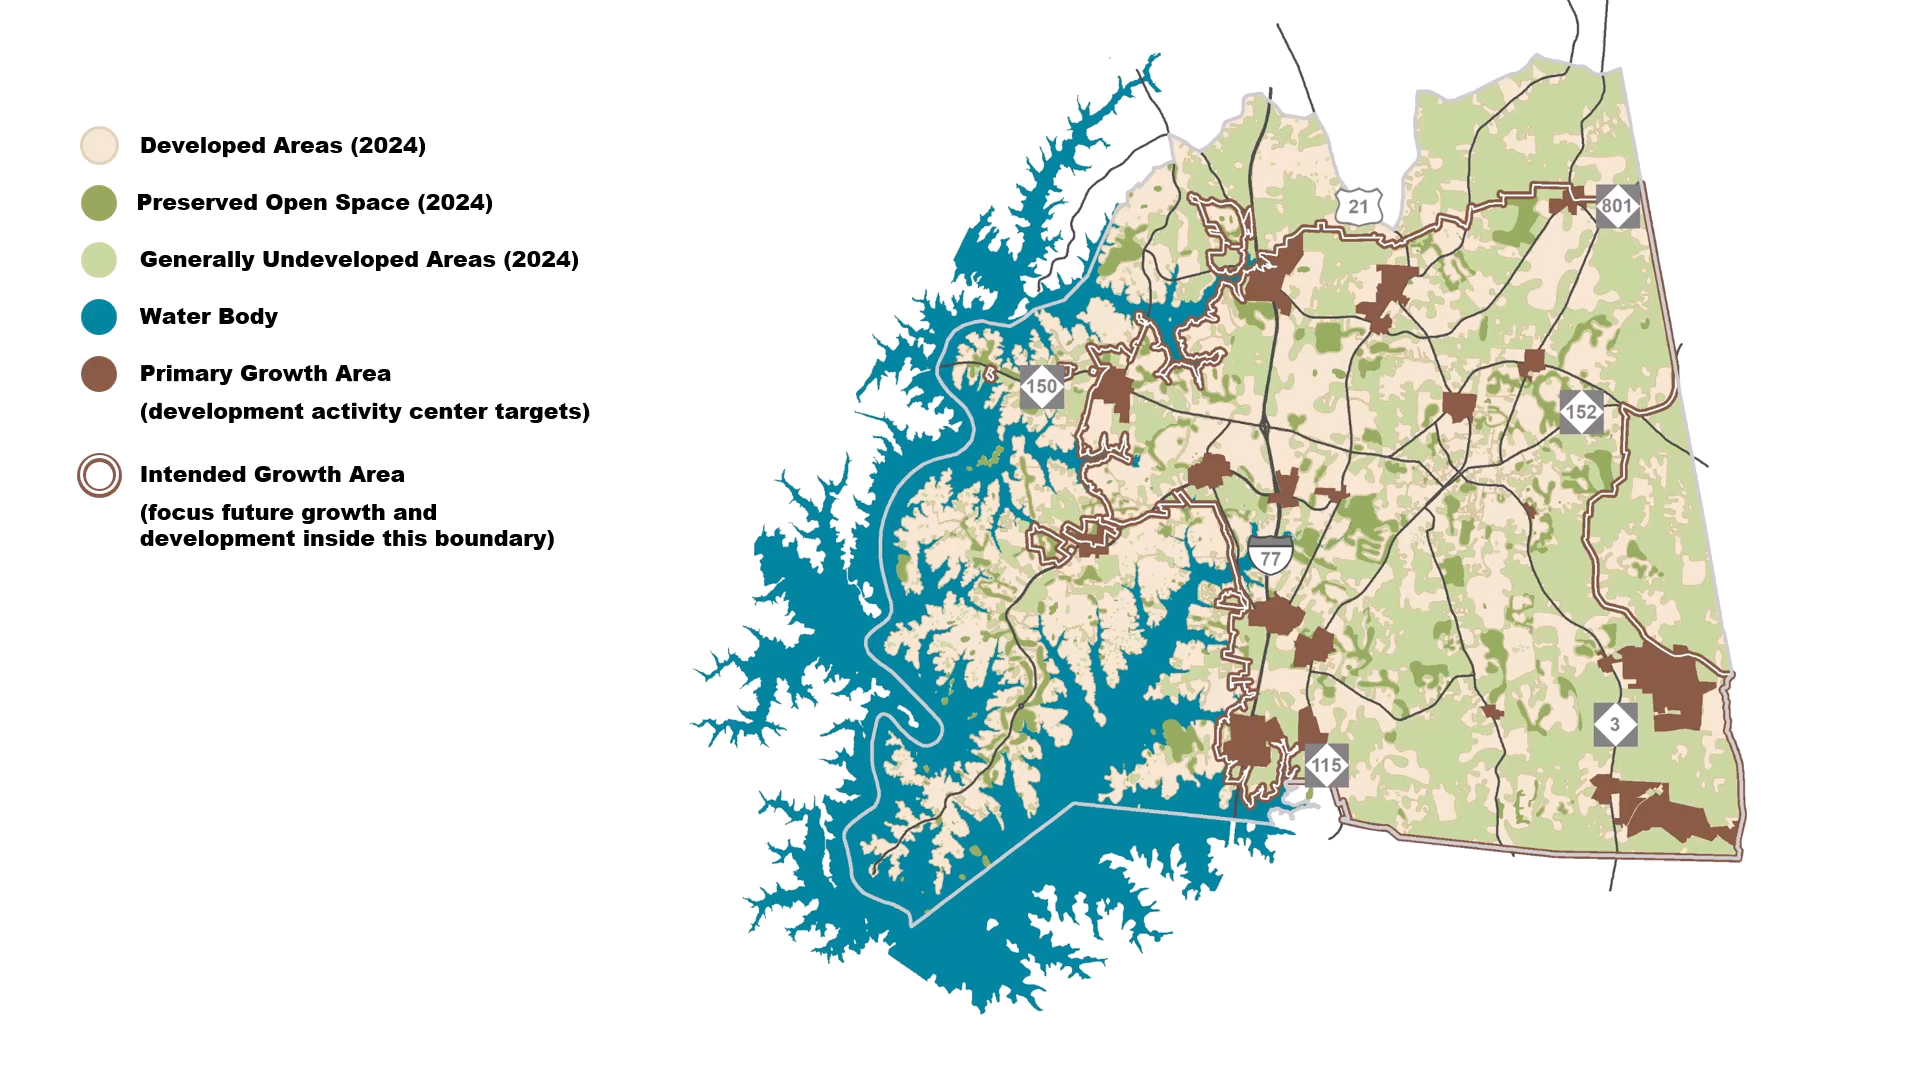 Developed Areas (2024)
Preserved Open Space (2024)
Generally Undeveloped Areas (2024)
Water Body
Primary Growth Area
(development activity center targets)
Intended Growth Area
(focus future growth and
development inside this boundary)
21
801
150
152
77
3
115